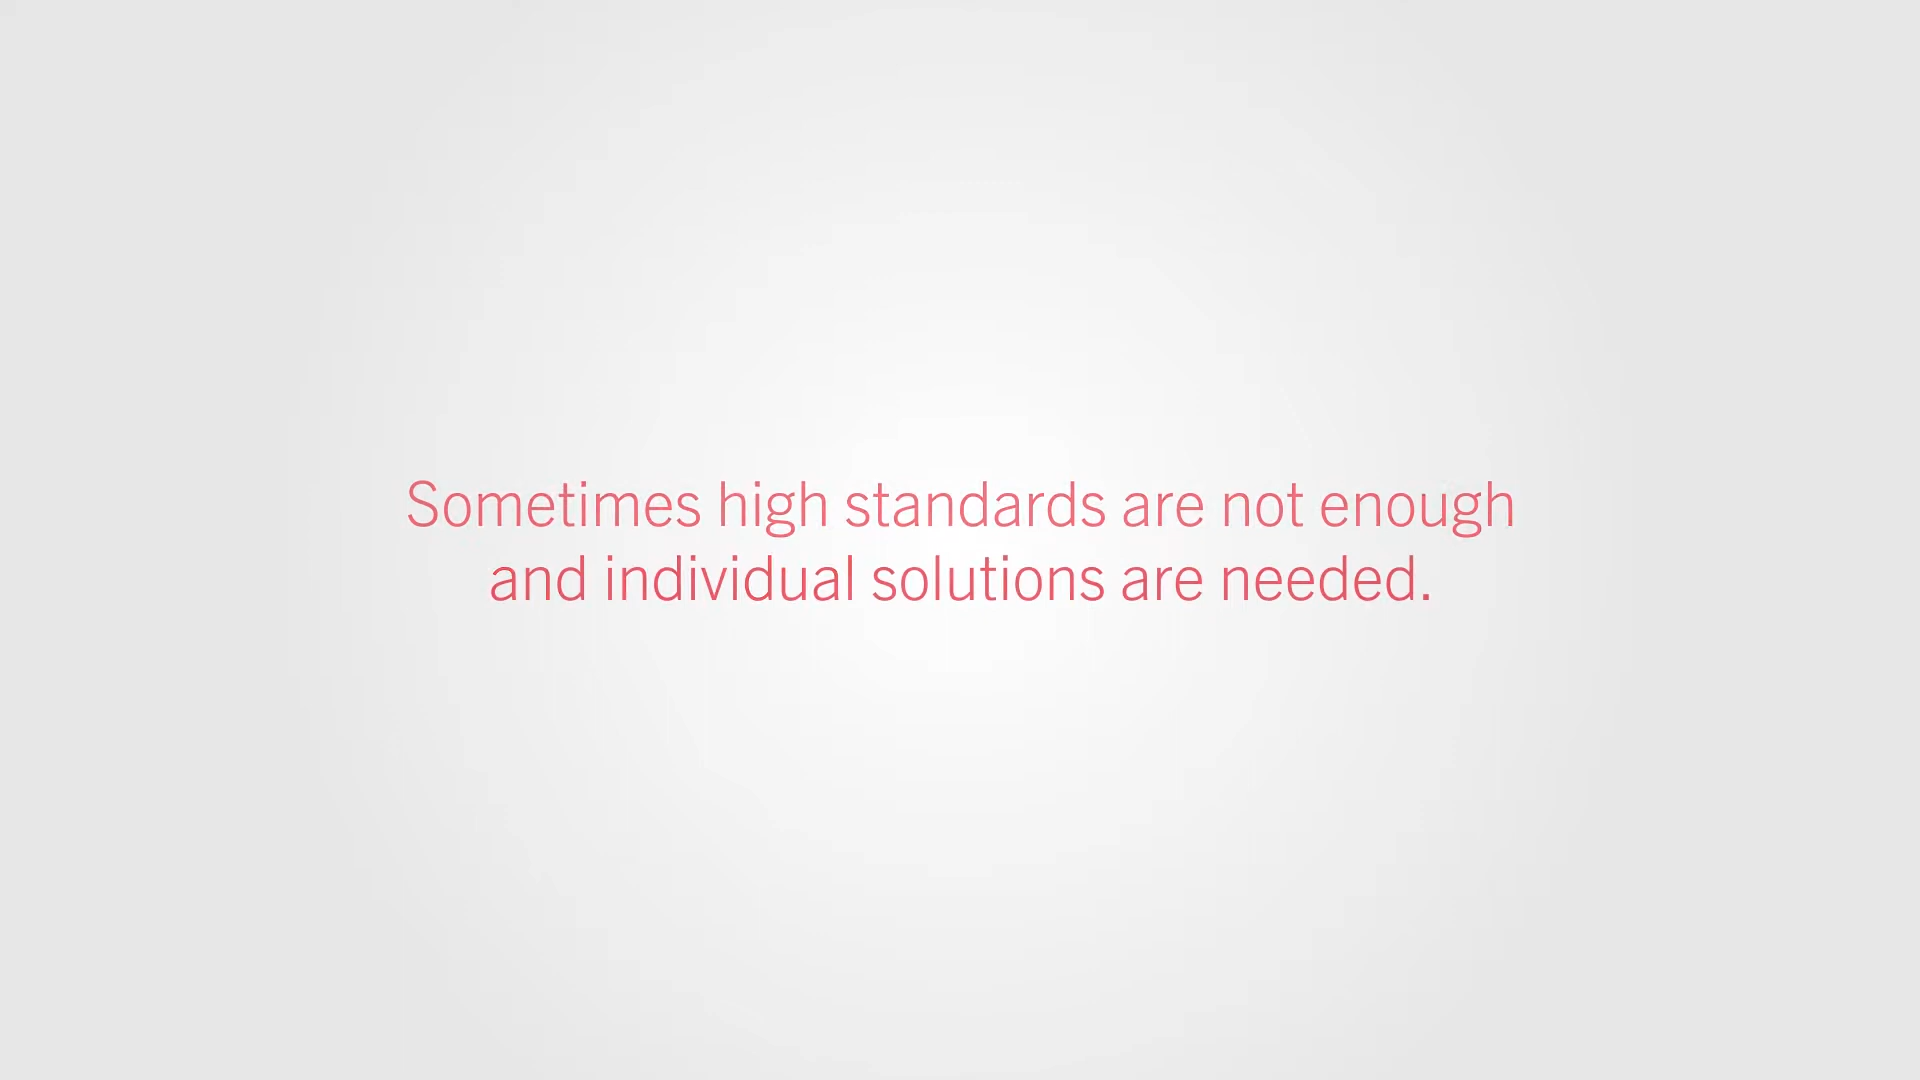 Sometimes high standards are not enough
and individual solutions are needed.